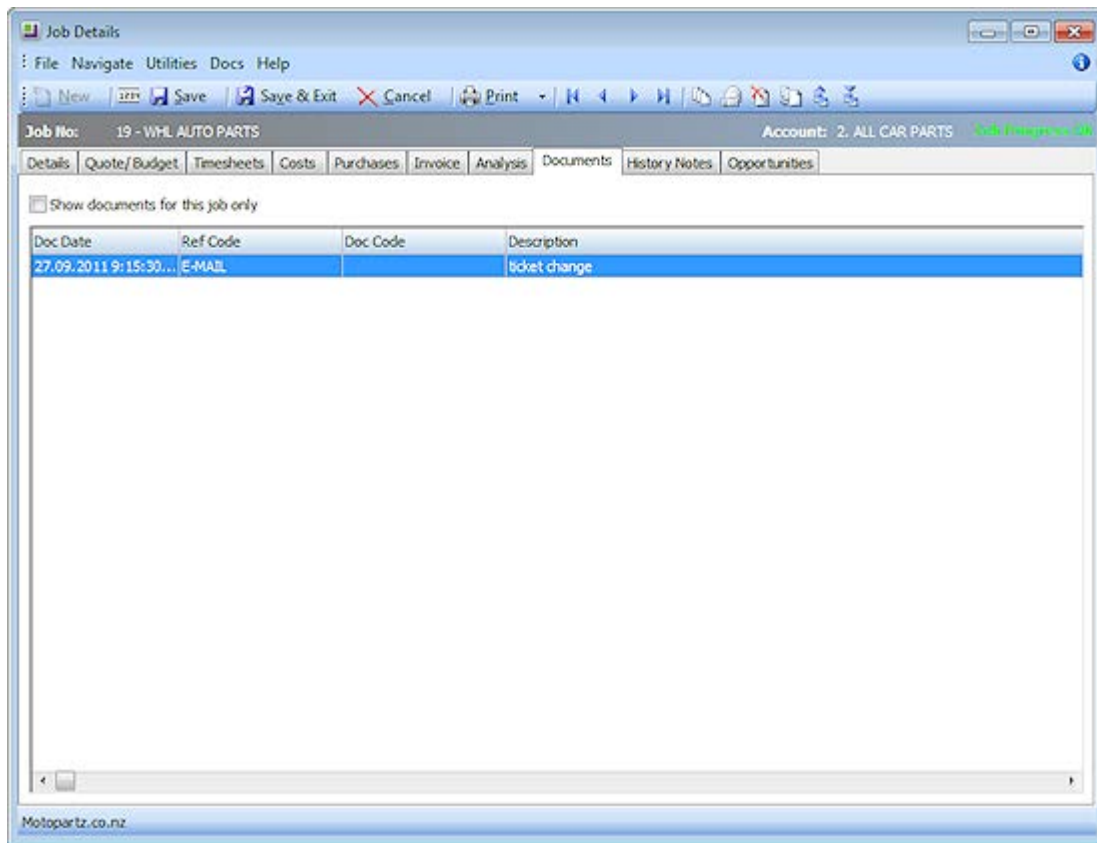 Job Details
File Navigate Utilities Docs Help
New Save Save & Exit Cancel Print
Job No: 19 - WHL AUTO PARTS Account: 2. ALL CAR PARTS
Details Quote/Budget Timesheets Costs Purchases Invoice Analysis Documents History Notes Opportunities
Show documents for this job only
Doc Date Ref Code Doc Code Description
27.09.2011 9:15:30... E-MAIL ticket change
Motopartz.co.nz